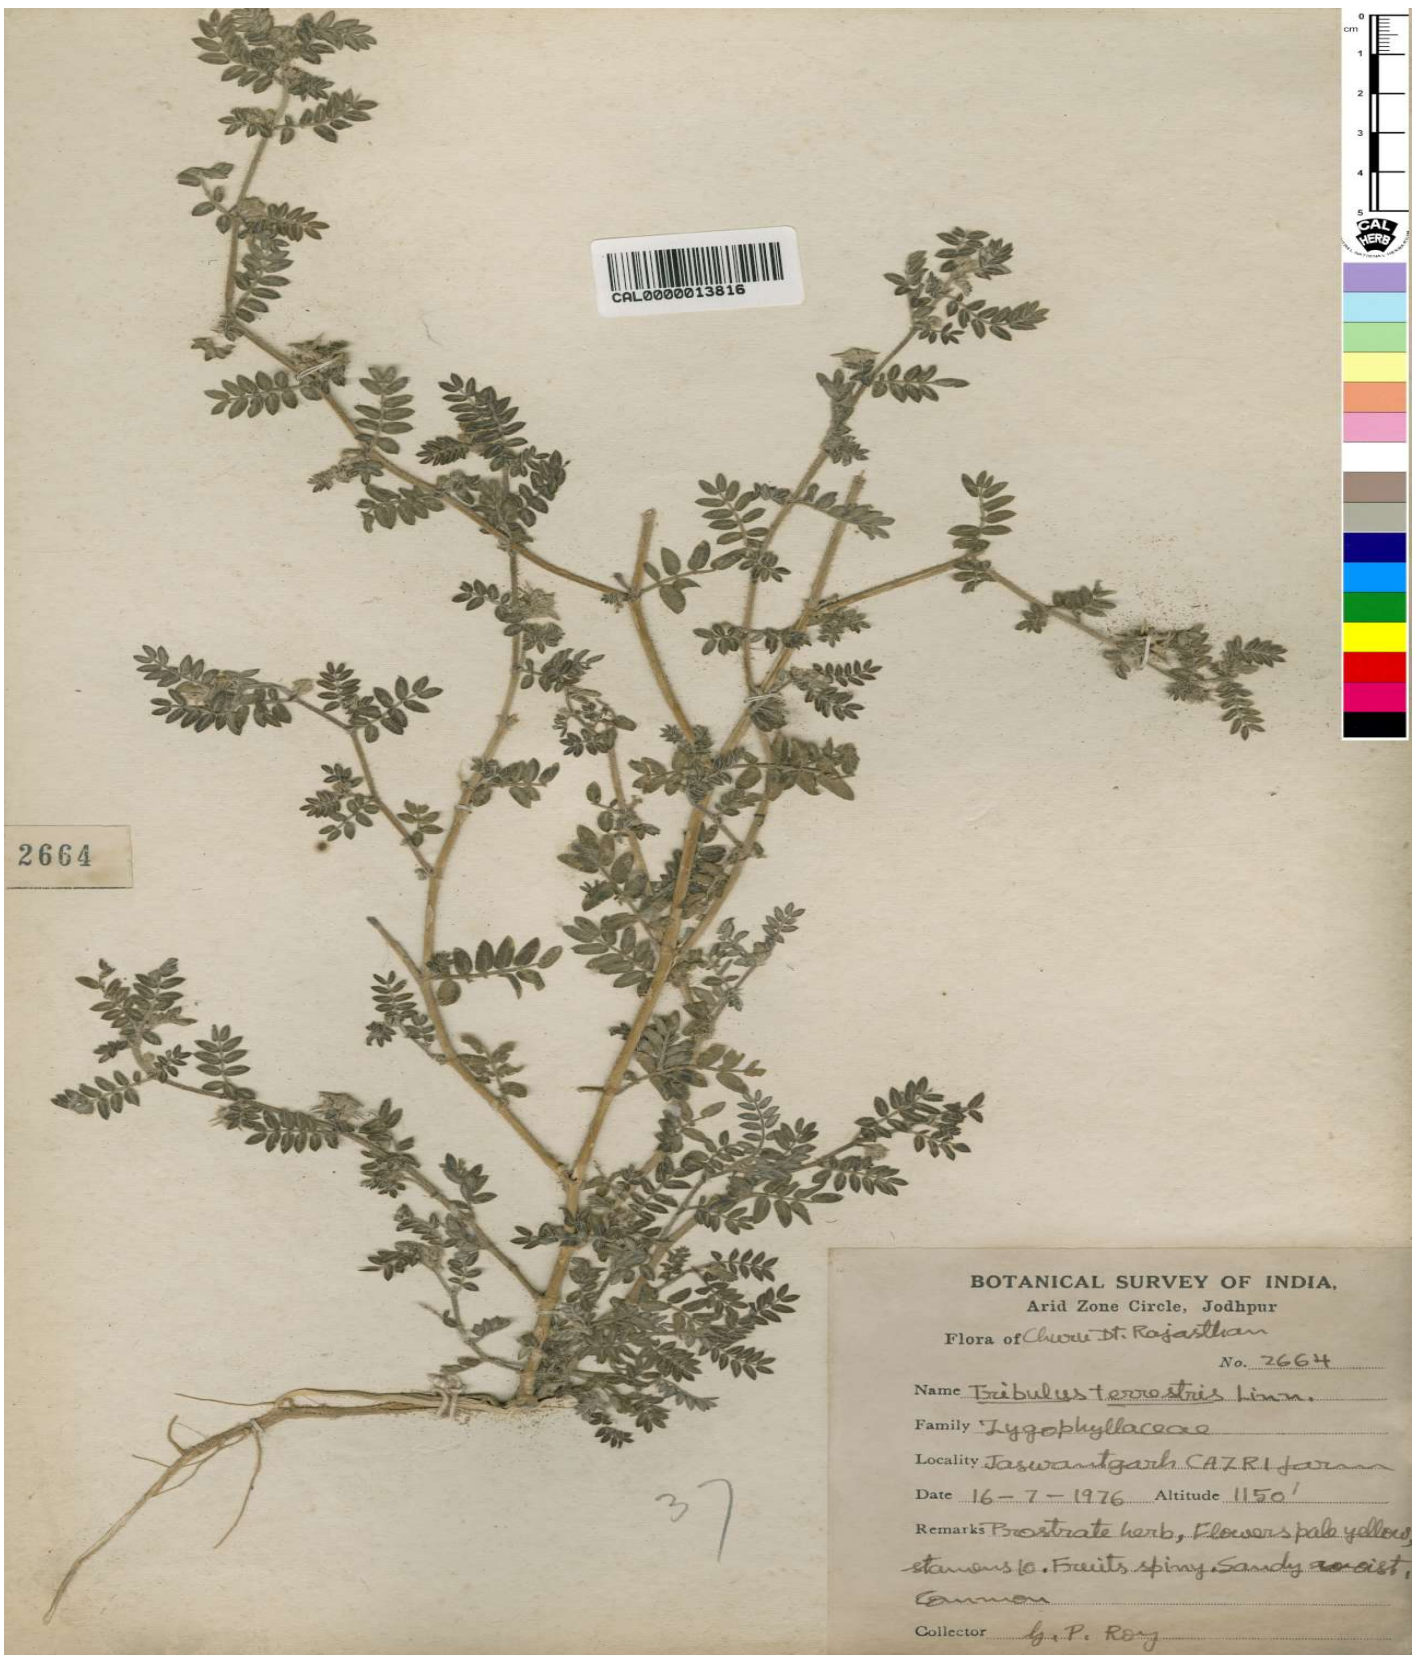 0
cm
1
2
3
4
5
CAL
HERB
CAL0000013816
2664
37
BOTANICAL SURVEY OF INDIA,
Arid Zone Circle, Jodhpur
Flora of Churu Dt. Rajasthan
No. 2664
Name Tribulus terrestris Linn.
Family Zygophyllaceae
Locality Jaswantgarh CAZRI farm
Date 16-7-1976 Altitude 1150'
Remarks Prostrate herb, Flowers pale yellow,
stamens 10. Fruits spiny. Sandy moist.
Common
Collector G. P. Roy